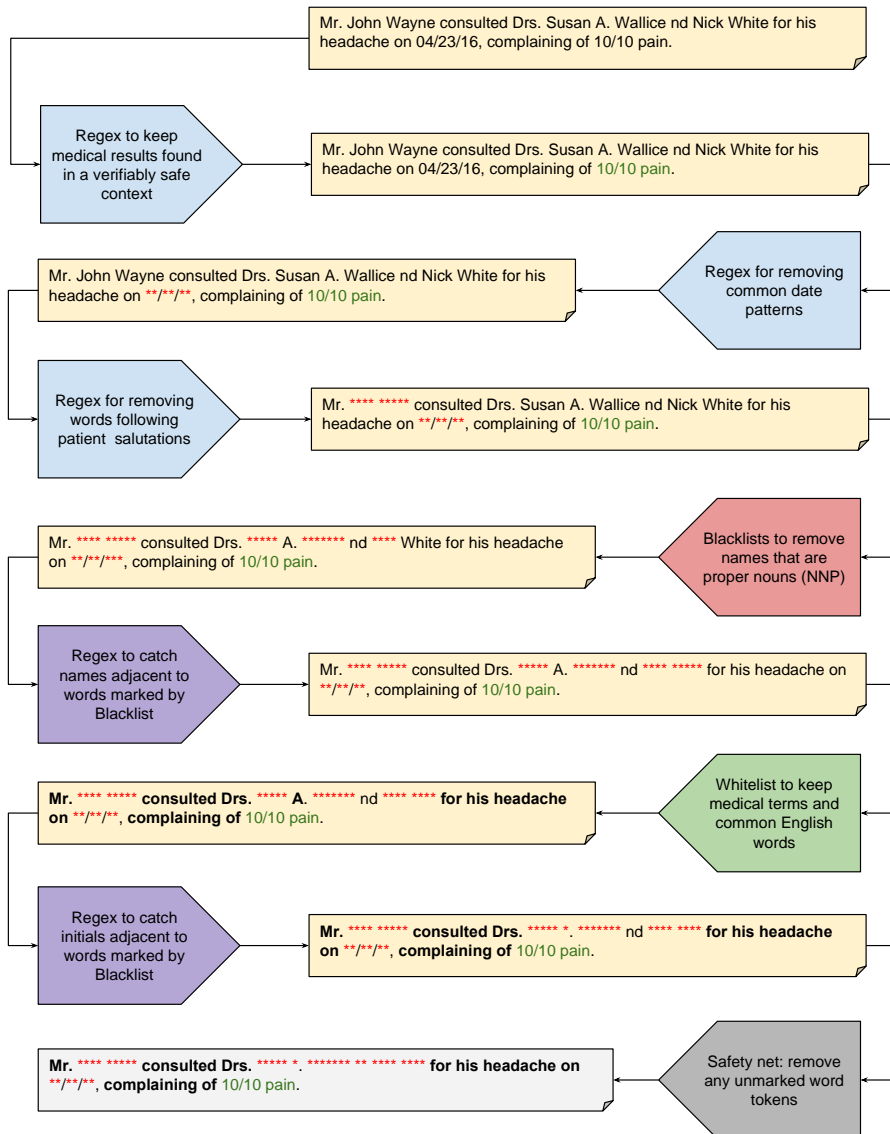 Mr. John Wayne consulted Drs. Susan A. Wallice nd Nick White for his
headache on 04/23/16, complaining of 10/10 pain.
Regex to keep
medical results found
in a verifiably safe
context
Mr. John Wayne consulted Drs. Susan A. Wallice nd Nick White for his
headache on 04/23/16, complaining of 10/10 pain.
Regex for removing
common date
patterns
Mr. John Wayne consulted Drs. Susan A. Wallice nd Nick White for his
headache on **/**/**, complaining of 10/10 pain.
Regex for removing
words following
patient salutations
Mr. **** ***** consulted Drs. Susan A. Wallice nd Nick White for his
headache on **/**/**, complaining of 10/10 pain.
Blacklists to remove
names that are
proper nouns (NNP)
Mr. **** ***** consulted Drs. ***** A. ******* nd **** White for his headache
on **/**/***, complaining of 10/10 pain.
Regex to catch
names adjacent to
words marked by
Blacklist
Mr. **** ***** consulted Drs. ***** A. ******* nd **** ***** for his headache on
**/**/**, complaining of 10/10 pain.
Whitelist to keep
medical terms and
common English
words
Mr. **** ***** consulted Drs. ***** A. ******* nd **** **** for his headache
on **/**/**, complaining of 10/10 pain.
Regex to catch
initials adjacent to
words marked by
Blacklist
Mr. **** ***** consulted Drs. ***** *. ******* nd **** **** for his headache
on **/**/**, complaining of 10/10 pain.
Safety net: remove
any unmarked word
tokens
Mr. **** ***** consulted Drs. ***** *. ******* ** **** **** for his headache on
**/**/**, complaining of 10/10 pain.